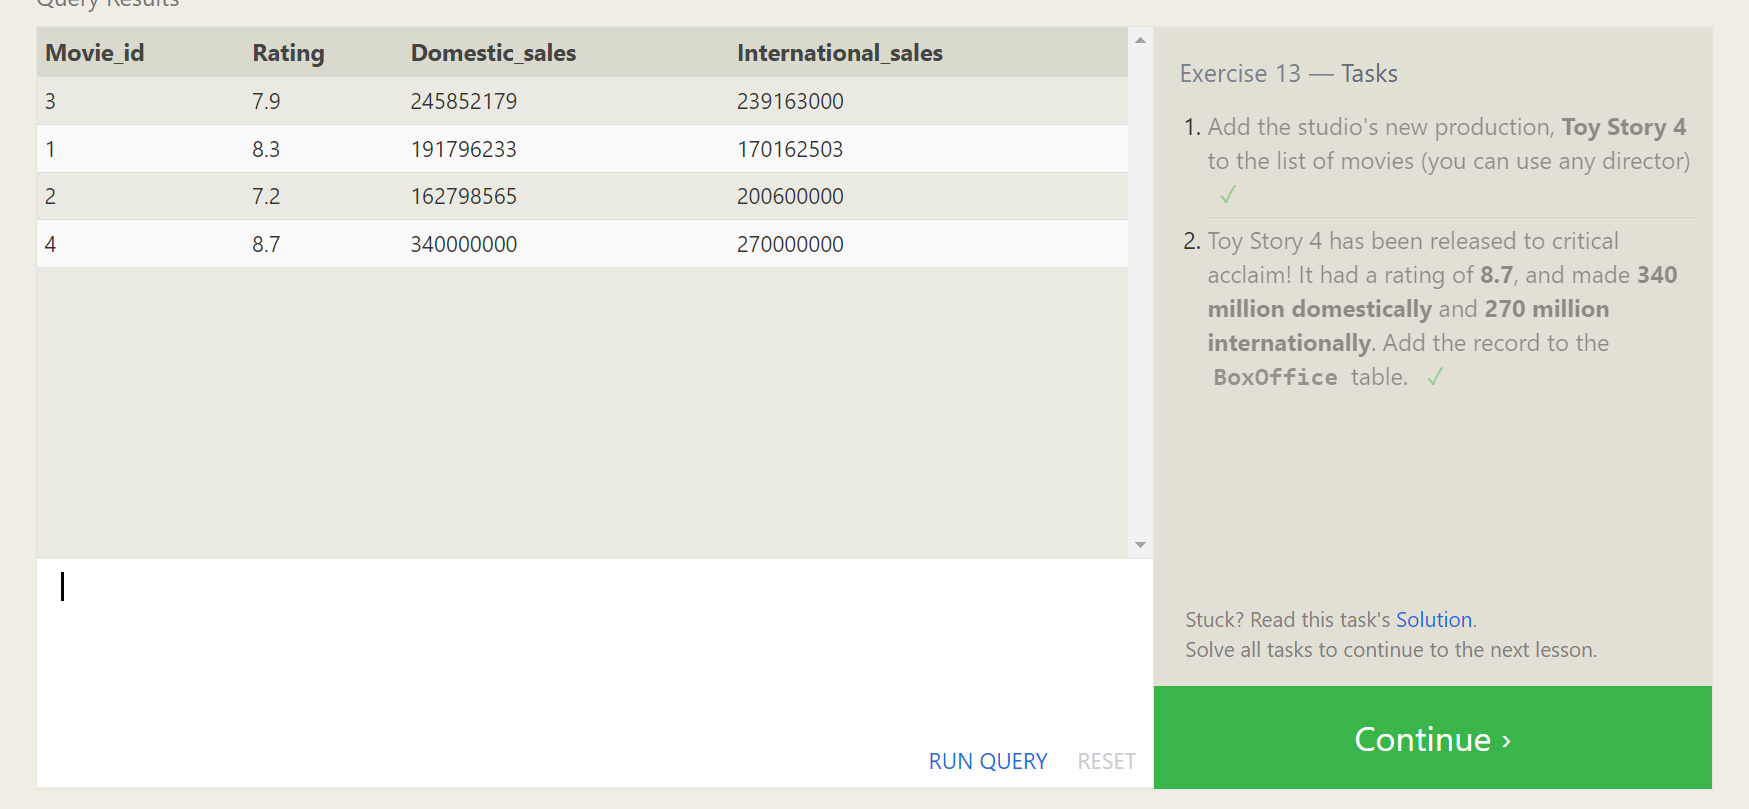 Query Results
Movie_id Rating Domestic_sales International_sales
3 7.9 245852179 239163000
1 8.3 191796233 170162503
2 7.2 162798565 200600000
4 8.7 340000000 270000000
RUN QUERY RESET
Exercise 13 — Tasks
1. Add the studio's new production, Toy Story 4
to the list of movies (you can use any director)
✓
2. Toy Story 4 has been released to critical
acclaim! It had a rating of 8.7, and made 340
million domestically and 270 million
internationally. Add the record to the
BoxOffice table. ✓
Stuck? Read this task's Solution.
Solve all tasks to continue to the next lesson.
Continue ›